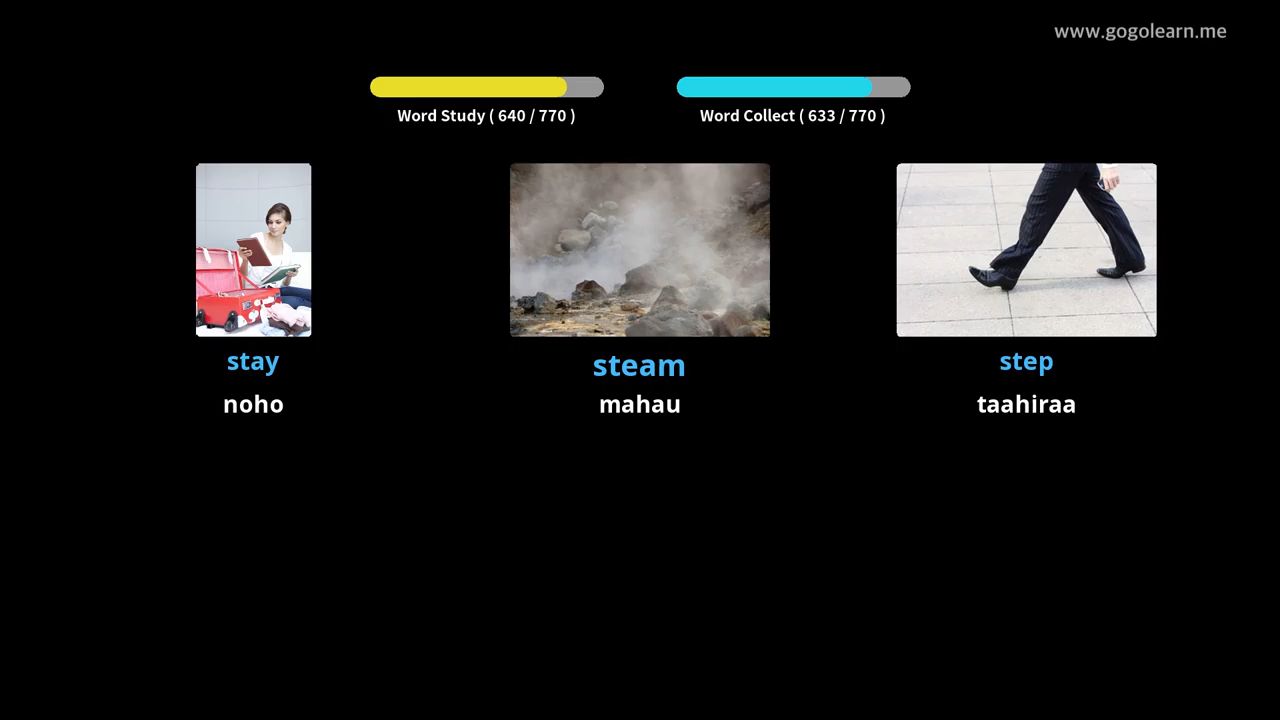 www.gogolearn.me
Word Study ( 640 / 770 )
Word Collect ( 633 / 770 )
stay
steam
step
noho
mahau
taahiraa